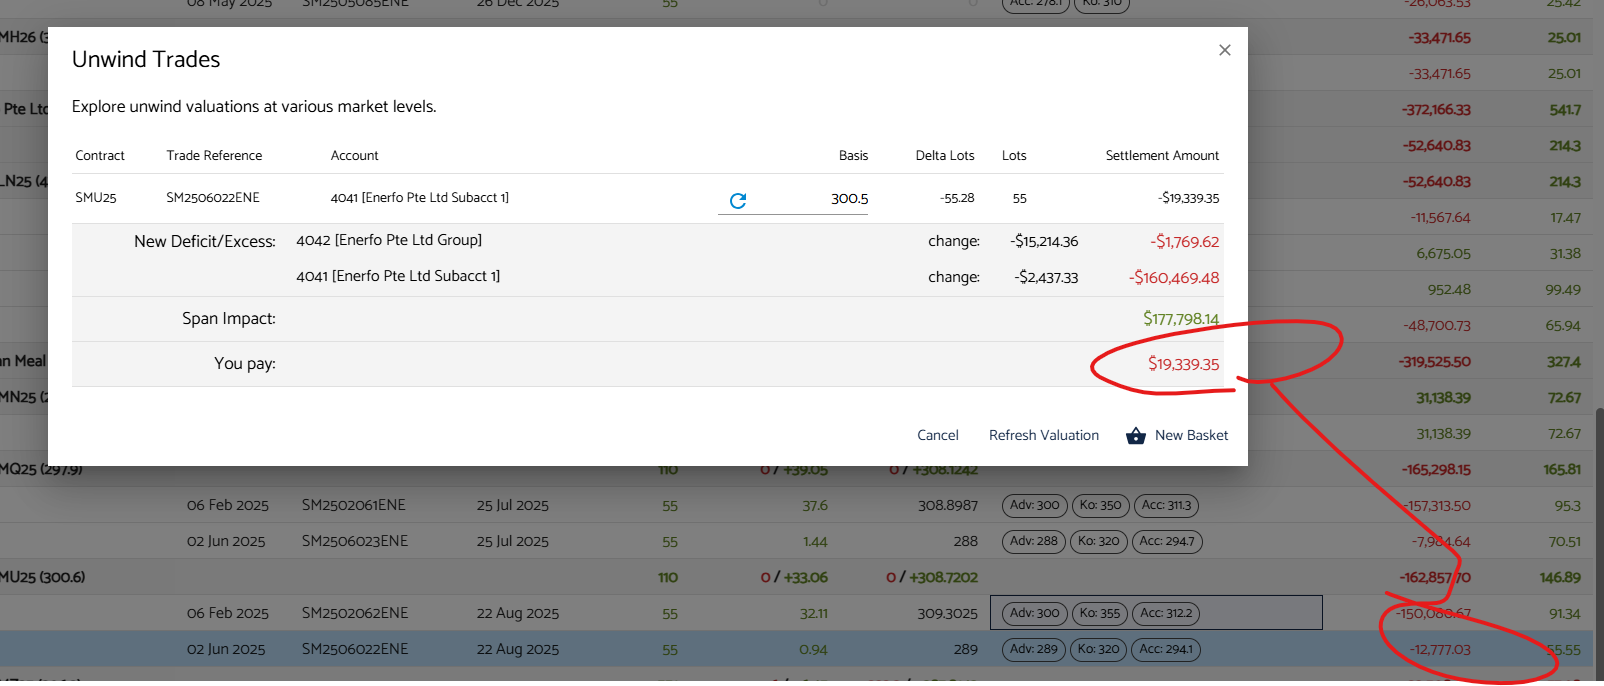 08 May 2025 SM2505085ENE 26 Dec 2025 55 0 0 Acc: 278.1 Ko: 310 -26,063.53 25.42
MH26 (3 -33,471.65 25.01
-33,471.65 25.01
Pte Ltd -372,166.33 541.7
-52,640.83 214.3
LN25 (4 -52,640.83 214.3
-11,567.64 17.47
6,675.05 31.38
952.48 99.49
-48,700.73 65.94
an Meal -319,525.50 327.4
MN25 (2 31,138.39 72.67
31,138.39 72.67
Unwind Trades
Explore unwind valuations at various market levels.
Contract Trade Reference Account Basis Delta Lots Lots Settlement Amount
SMU25 SM2506022ENE 4041 [Enerfo Pte Ltd Subacct 1] 300.5 -55.28 55 -$19,339.35
New Deficit/Excess: 4042 [Enerfo Pte Ltd Group] change: -$15,214.36 -$1,769.62
4041 [Enerfo Pte Ltd Subacct 1] change: -$2,437.33 -$160,469.48
Span Impact: $177,798.14
You pay: $19,339.35
Cancel Refresh Valuation New Basket
MQ25 (297.9) 110 0 / +39.05 0 / +308.1242 -165,298.15 165.81
06 Feb 2025 SM2502061ENE 25 Jul 2025 55 37.6 308.8987 Adv: 300 Ko: 350 Acc: 311.3 -157,313.50 95.3
02 Jun 2025 SM2506023ENE 25 Jul 2025 55 1.44 288 Adv: 288 Ko: 320 Acc: 294.7 -7,984.64 70.51
MU25 (300.6) 110 0 / +33.06 0 / +308.7202 -162,857.70 146.89
06 Feb 2025 SM2502062ENE 22 Aug 2025 55 32.11 309.3025 Adv: 300 Ko: 355 Acc: 312.2 -150,080.67 91.34
02 Jun 2025 SM2506022ENE 22 Aug 2025 55 0.94 289 Adv: 289 Ko: 320 Acc: 294.1 -12,777.03 55.55